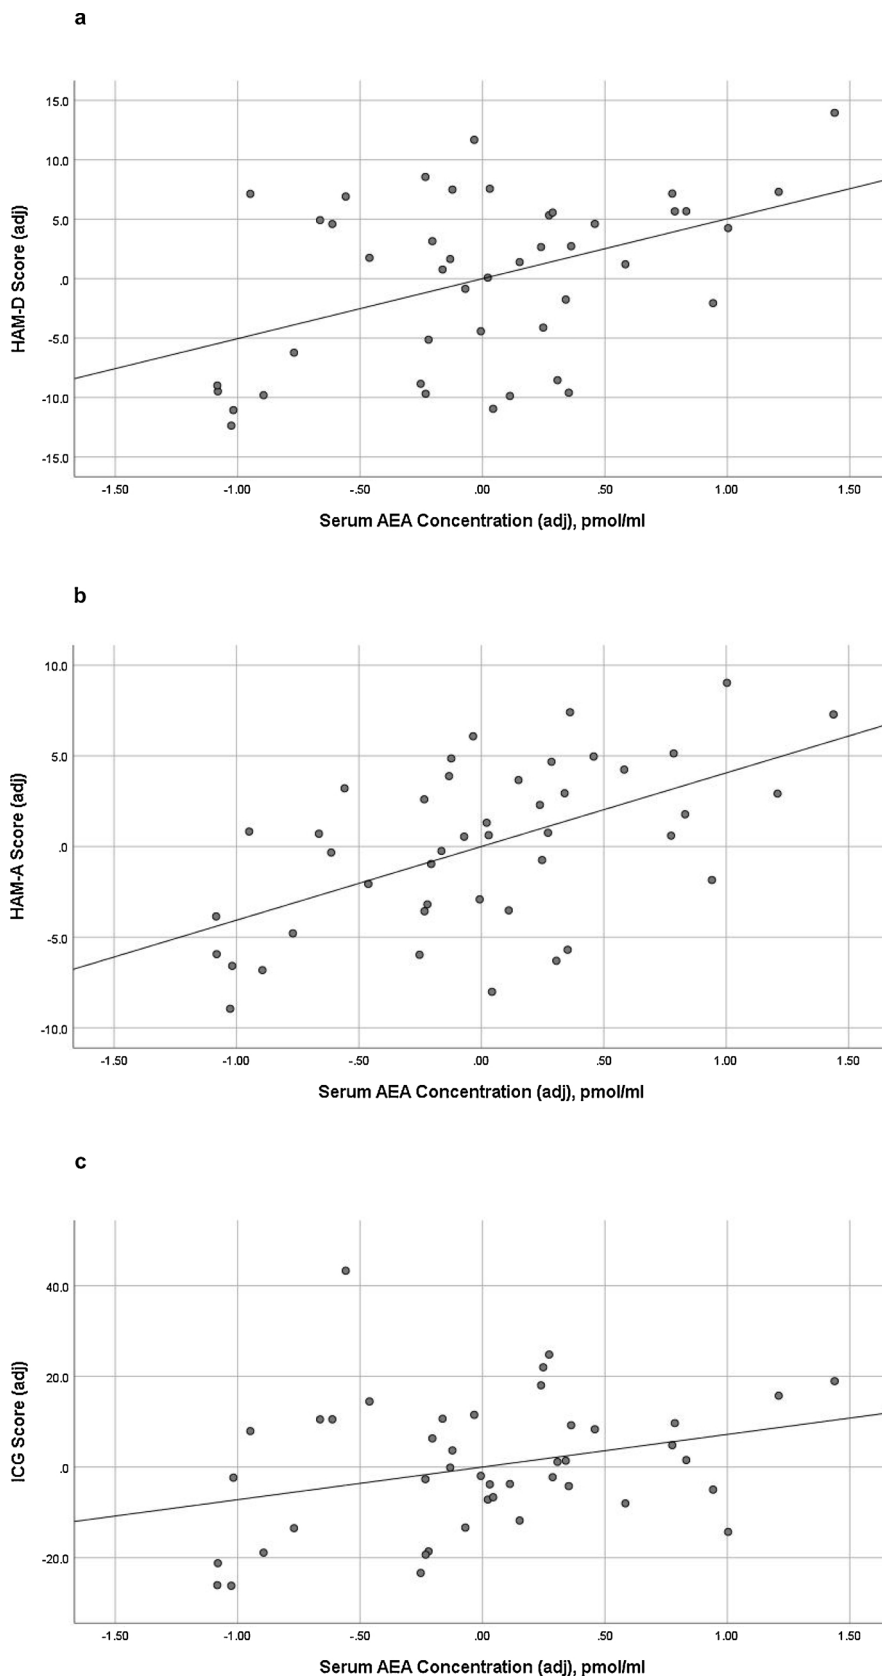 a
15.0
10.0
5.0
.0
-5.0
-10.0
-15.0
HAM-D Score (adj)
-1.50 -1.00 -.50 .00 .50 1.00 1.50
Serum AEA Concentration (adj), pmol/ml
b
10.0
5.0
.0
-5.0
-10.0
HAM-A Score (adj)
-1.50 -1.00 -.50 .00 .50 1.00 1.50
Serum AEA Concentration (adj), pmol/ml
c
40.0
20.0
.0
-20.0
ICG Score (adj)
-1.50 -1.00 -.50 .00 .50 1.00 1.50
Serum AEA Concentration (adj), pmol/ml